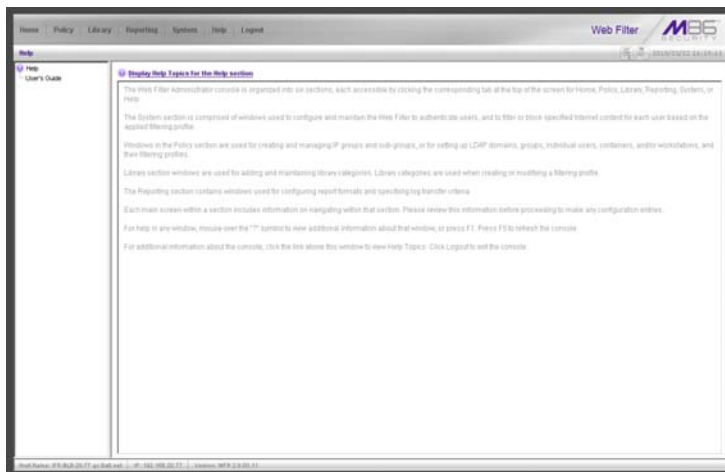 Home Policy Library Reporting System Help Logout
Web Filter
M86
SECURITY
Help
Help
User's Guide
Display Help Topics for the Help section
The Web Filter Administrator console is organized into six sections, each accessible by clicking the corresponding tab at the top of the screen for Home, Policy, Library, Reporting, System, or
Help.
The System section is comprised of windows used to configure and maintain the Web Filter to authenticate users, and to filter or block specified Internet content for each user based on the
applied filtering profile.
Windows in the Policy section are used for creating and managing IP groups and sub-groups, or for setting up LDAP domains, groups, individual users, containers, and/or workstations, and
their filtering profiles.
Library section windows are used for adding and maintaining library categories. Library categories are used when creating or modifying a filtering profile.
The Reporting section contains windows used for configuring report formats and specifying log transfer criteria.
Each main screen within a section includes information on navigating within that section. Please review this information before proceeding to make any configuration entries.
For help in any window, mouse-over the "?" symbol to view additional information about that window, or press F1. Press F5 to refresh the console.
For additional information about the console, click the link above this window to view Help Topics. Click Logout to exit the console.
Host Name: IP: 192.168.20.77 Version: